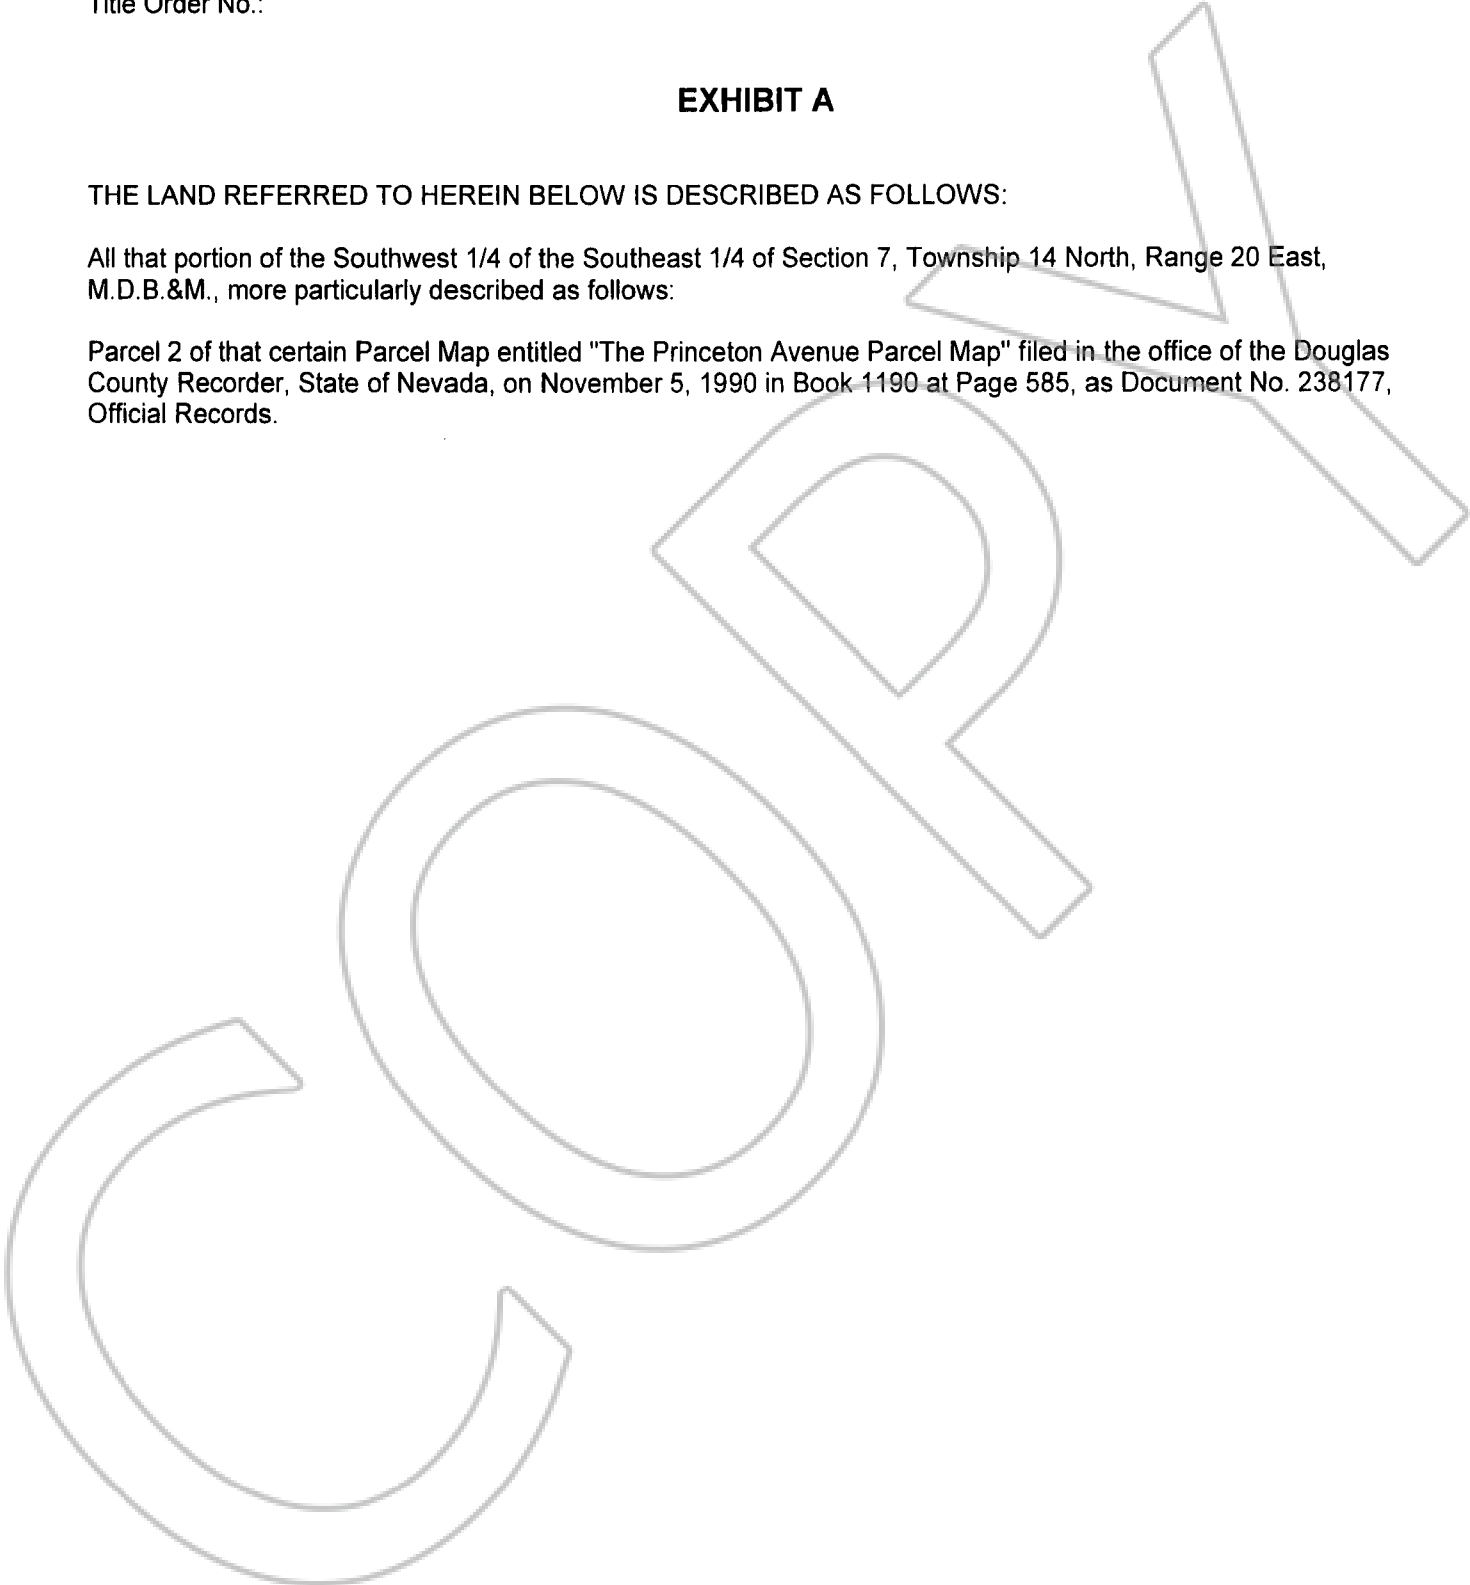 Title Order No.:
EXHIBIT A
THE LAND REFERRED TO HEREIN BELOW IS DESCRIBED AS FOLLOWS:
All that portion of the Southwest 1/4 of the Southeast 1/4 of Section 7, Township 14 North, Range 20 East,
M.D.B.&M., more particularly described as follows:
Parcel 2 of that certain Parcel Map entitled "The Princeton Avenue Parcel Map" filed in the office of the Douglas
County Recorder, State of Nevada, on November 5, 1990 in Book 1190 at Page 585, as Document No. 238177,
Official Records.
COPY